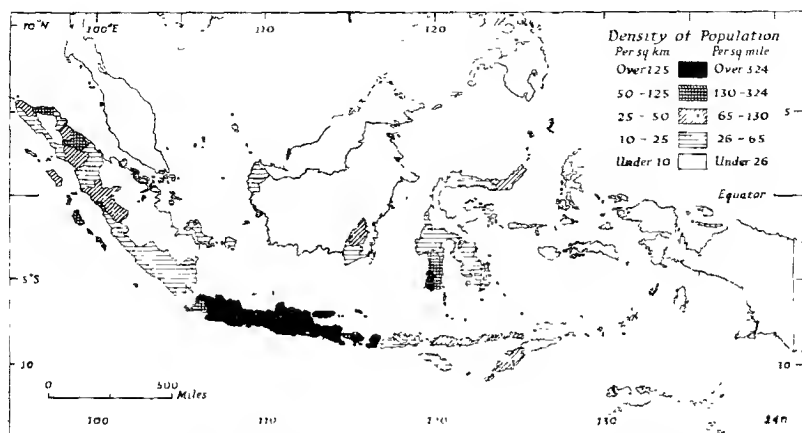 10°N 100°E 110 120
Density of Population
Per sq km Per sq mile
Over 125 Over 324
50 - 125 130 - 324
25 - 50 65 - 130
10 - 25 26 - 65
Under 10 Under 26
5
Equator
5°S
10 10
0 500
Miles
100 110 120 130